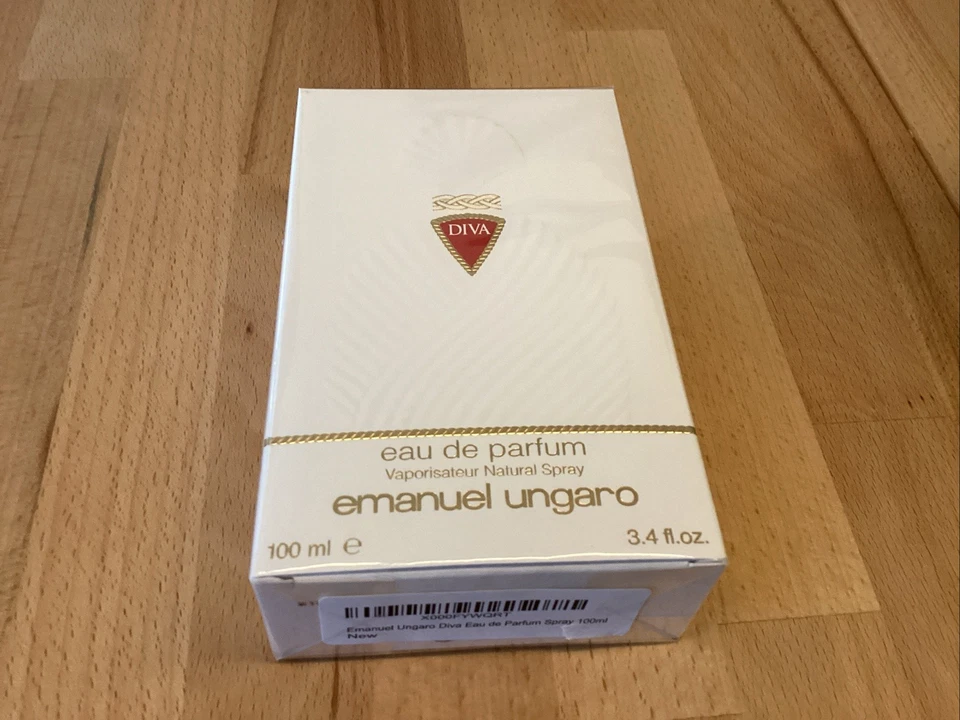 DIVA
eau de parfum
Vaporisateur Natural Spray
emanuel ungaro
100 ml ℮ 3.4 fl.oz.
X000FYWQRT
Emanuel Ungaro Diva Eau de Parfum Spray 100ml
New